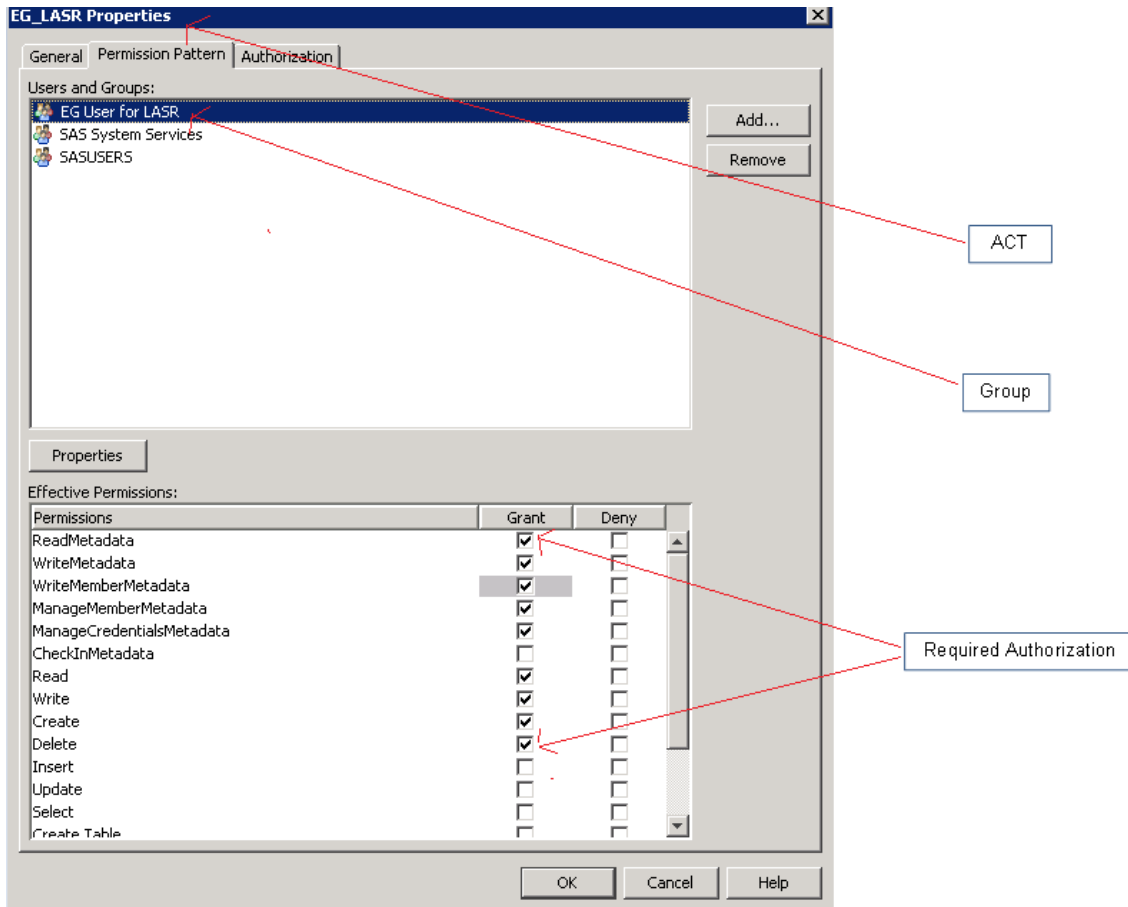 EG_LASR Properties
General
Permission Pattern
Authorization
Users and Groups:
EG User for LASR
SAS System Services
SASUSERS
Add...
Remove
ACT
Group
Properties
Effective Permissions:
Permissions Grant Deny
ReadMetadata
WriteMetadata
WriteMemberMetadata
ManageMemberMetadata
ManageCredentialsMetadata
CheckInMetadata
Read
Write
Create
Delete
Insert
Update
Select
Create Table
Required Authorization
OK
Cancel
Help